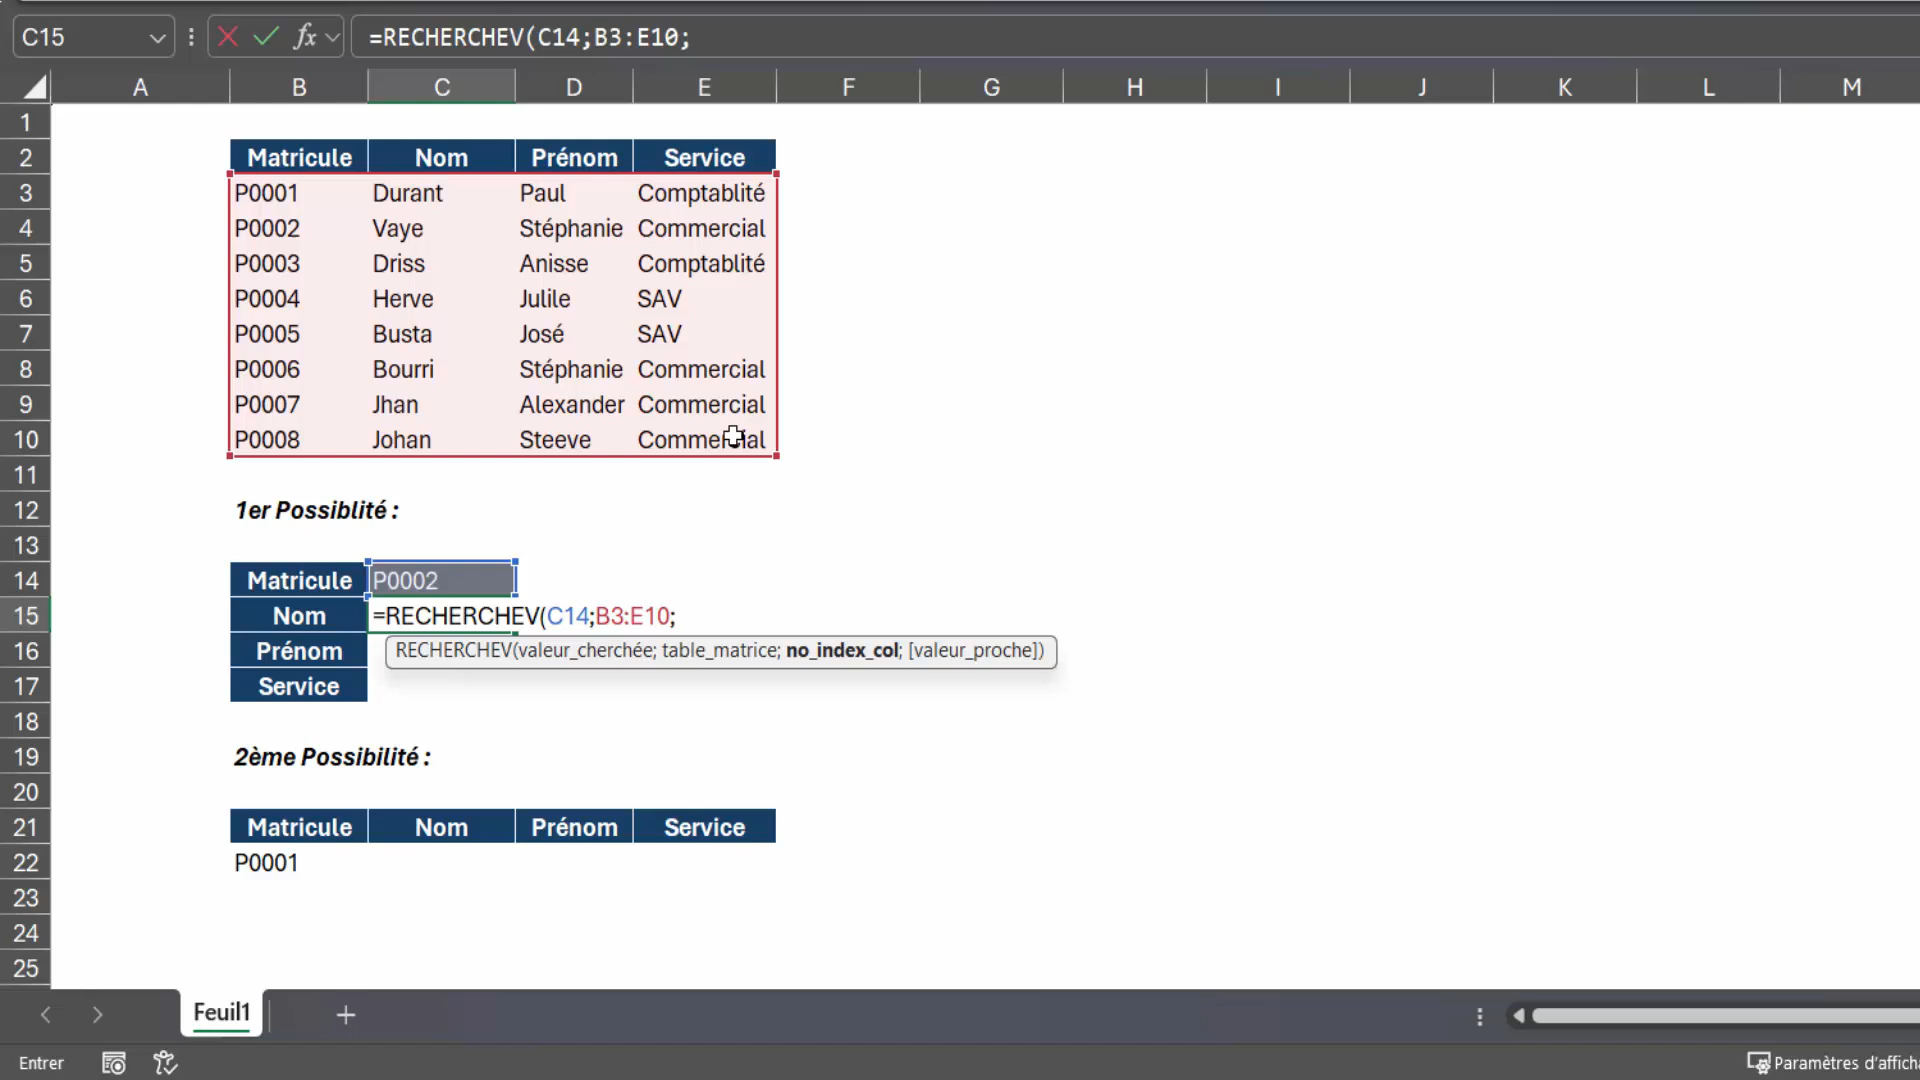 C15 fx =RECHERCHEV(C14;B3:E10;
A B C D E F G H I J K L M
1
2 Matricule Nom Prénom Service
3 P0001 Durant Paul Comptablité
4 P0002 Vaye Stéphanie Commercial
5 P0003 Driss Anisse Comptablité
6 P0004 Herve Julile SAV
7 P0005 Busta José SAV
8 P0006 Bourri Stéphanie Commercial
9 P0007 Jhan Alexander Commercial
10 P0008 Johan Steeve Commercial
11
12 1er Possiblité :
13
14 Matricule P0002
15 Nom =RECHERCHEV(C14;B3:E10;
16 Prénom RECHERCHEV(valeur_cherchée; table_matrice; no_index_col; [valeur_proche])
17 Service
18
19 2ème Possibilité :
20
21 Matricule Nom Prénom Service
22 P0001
23
24
25
Feuil1
Entrer Paramètres d'afficha